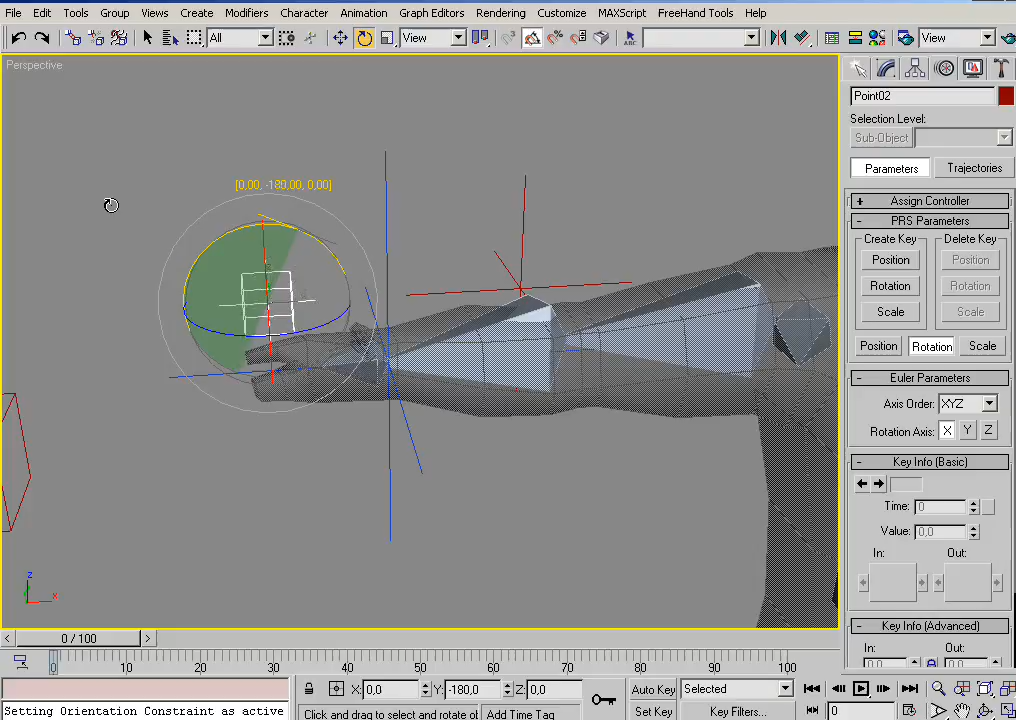 File Edit Tools Group Views Create Modifiers Character Animation Graph Editors Rendering Customize MAXScript FreeHand Tools Help
All View View
Perspective
Point02
Selection Level:
Sub-Object
Parameters Trajectories
+ Assign Controller
- PRS Parameters
Create Key Delete Key
Position Position
Rotation Rotation
Scale Scale
Position Rotation Scale
- Euler Parameters
Axis Order: XYZ
Rotation Axis: X Y Z
- Key Info (Basic)
Time: 0
Value: 0,0
In: Out:
- Key Info (Advanced)
In: Out:
0,0 0,0
[0,00, -180,00, 0,00]
z
x
< 0 / 100 >
0 10 20 30 40 50 60 70 80 90 100
X: 0,0 Y: -180,0 Z: 0,0 Auto Key Selected
Setting Orientation Constraint as active
Click and drag to select and rotate ol Add Time Tag Set Key Key Filters... 0